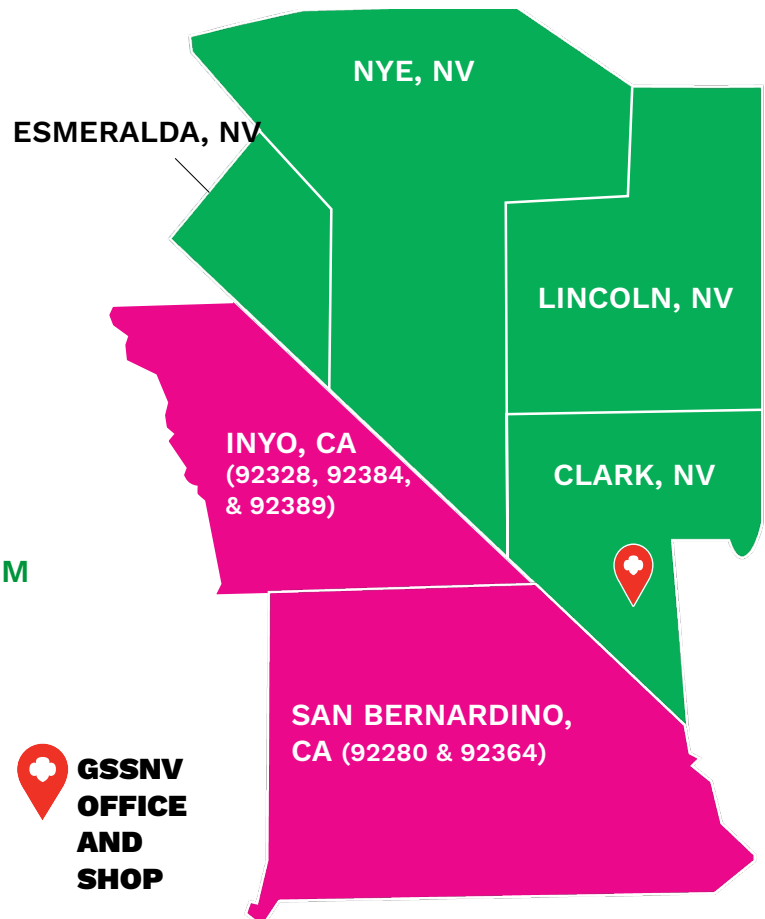 NYE, NV
ESMERALDA, NV
LINCOLN, NV
INYO, CA
(92328, 92384,
& 92389)
CLARK, NV
M
SAN BERNARDINO,
CA (92280 & 92364)
GSSNV
OFFICE
AND
SHOP